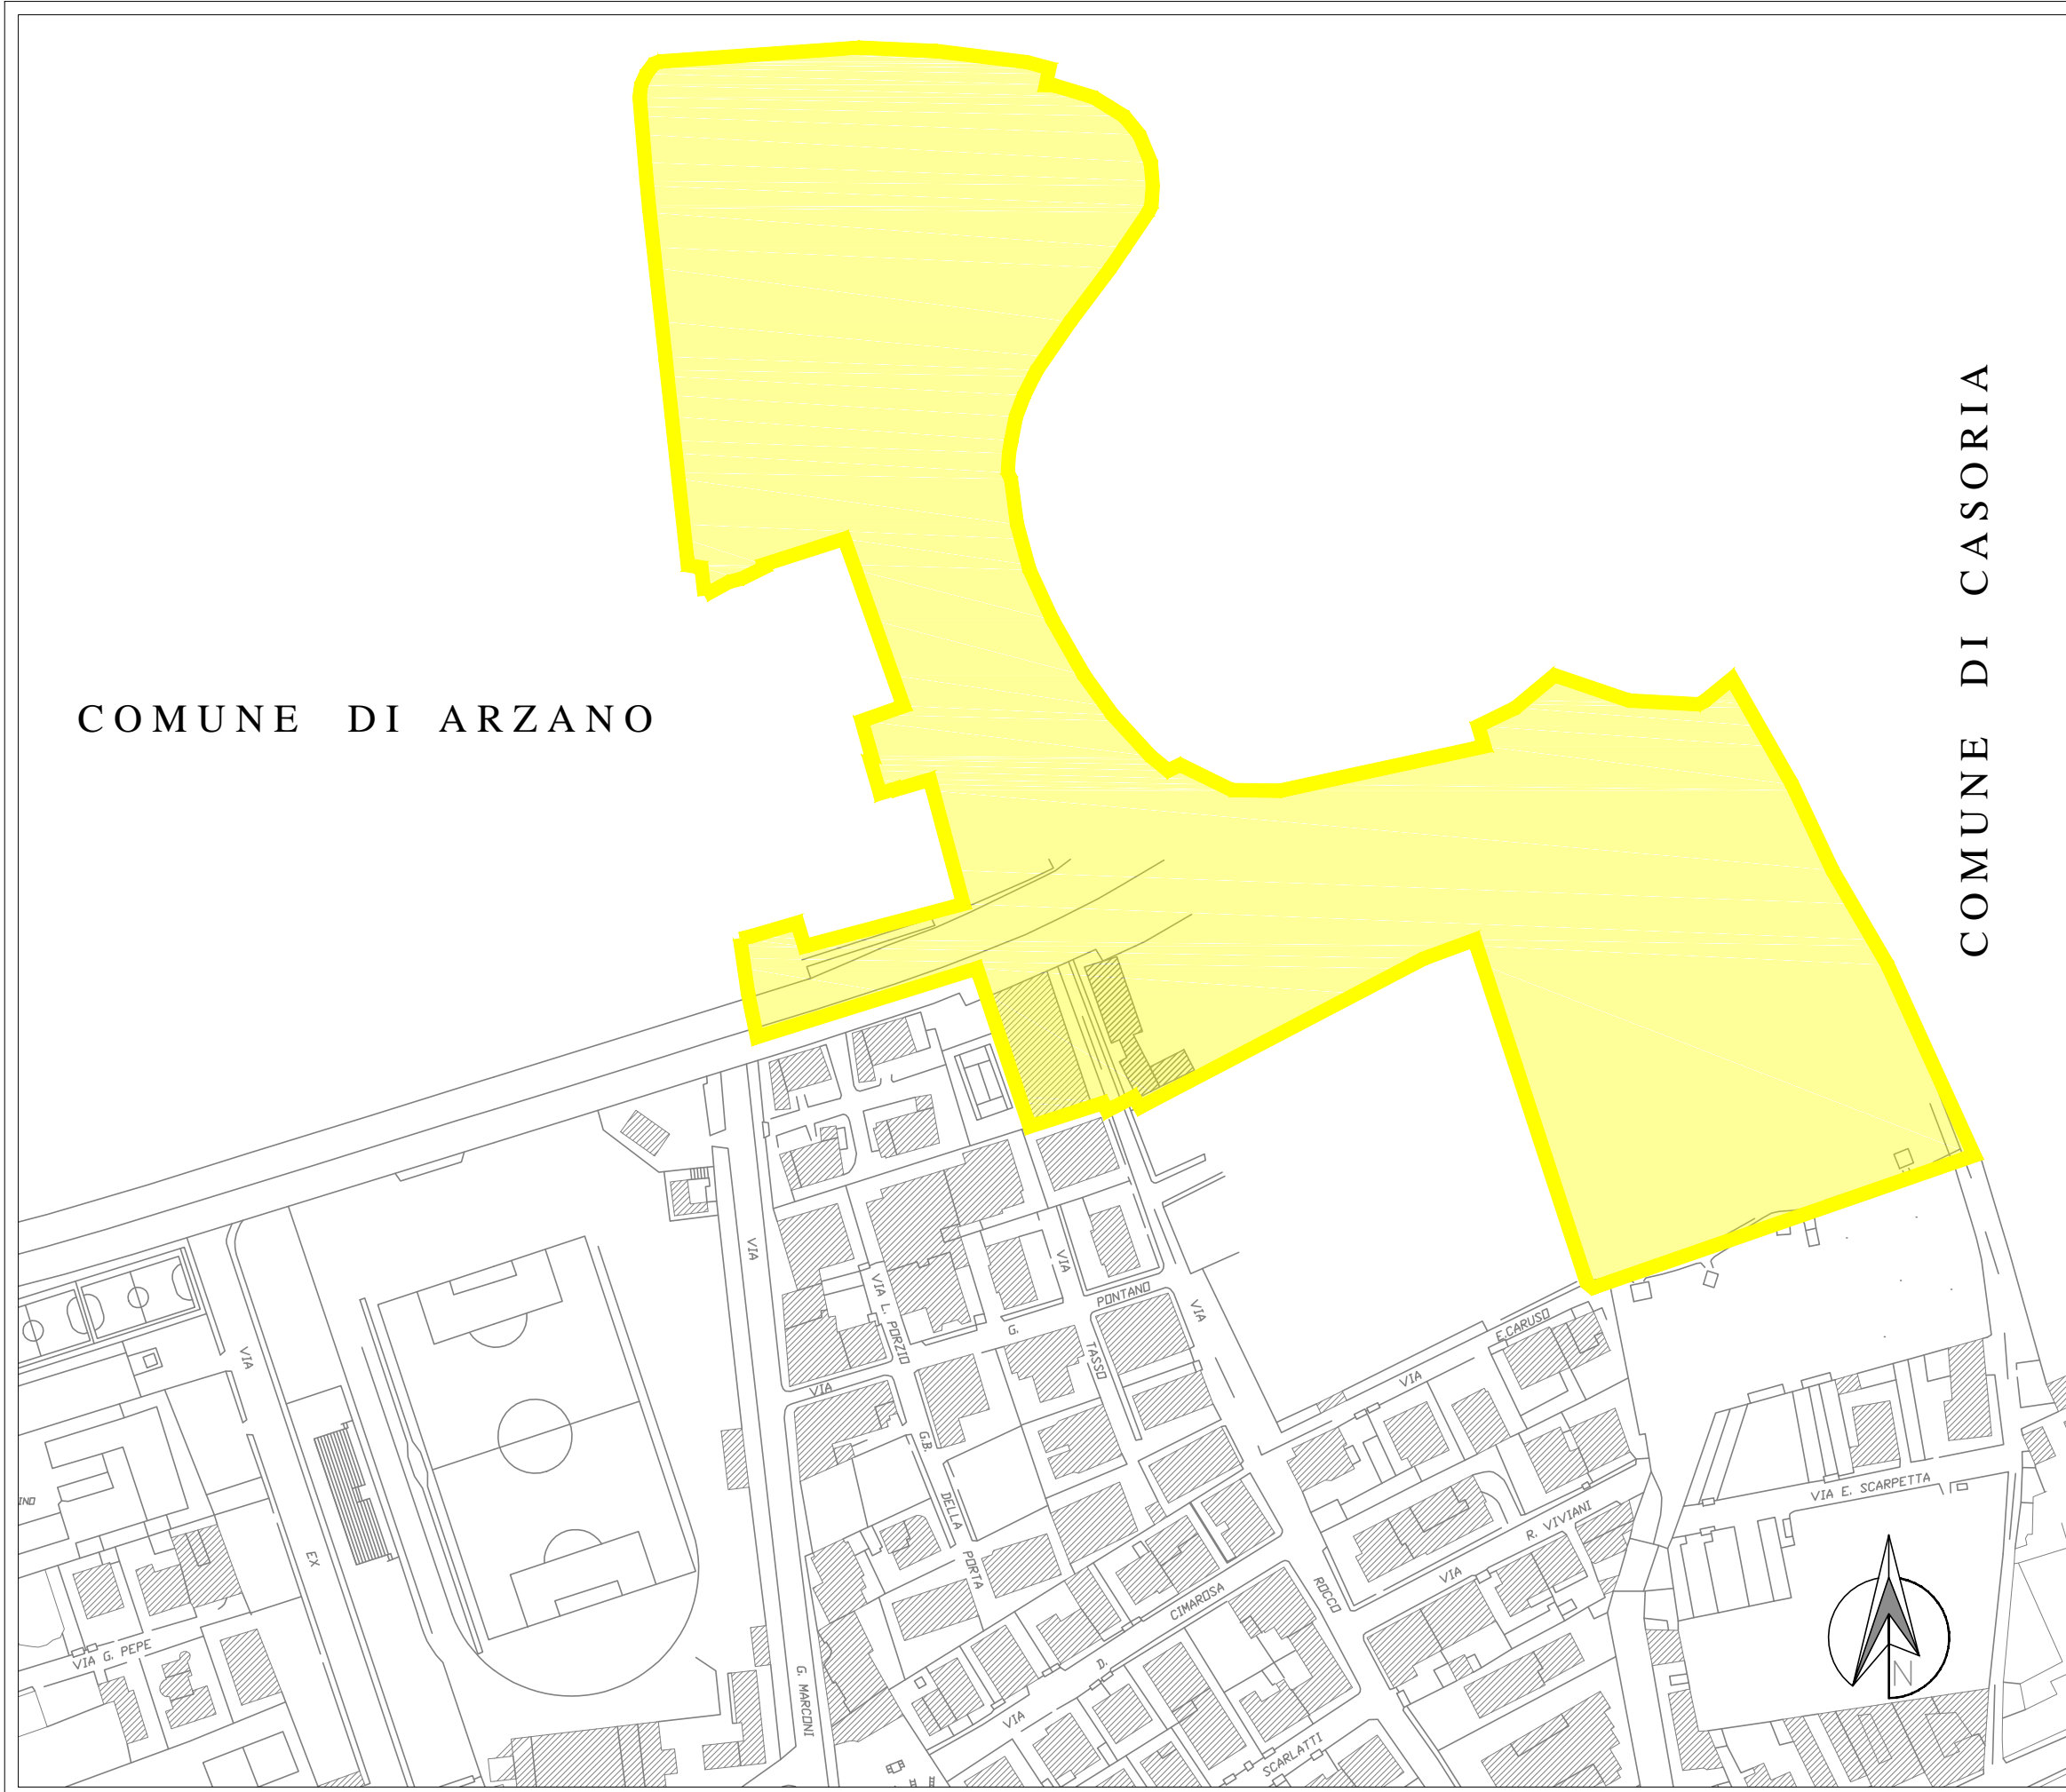 COMUNE DI CASORIA
COMUNE DI ARZANO
VIA
VIA
VIA L. PORZIO
PONTANO
VIA
G.
E.CARUSO
VIA
TASSO
VIA
VIA
G.B.
DELLA
PORTA
VIA E. SCARPETTA
INO
R. VIVIANI
EX
VIA
ROCCO
CIMAROSA
D.
VIA
VIA G. PEPE
G. MARCONI
SCARLATTI
N